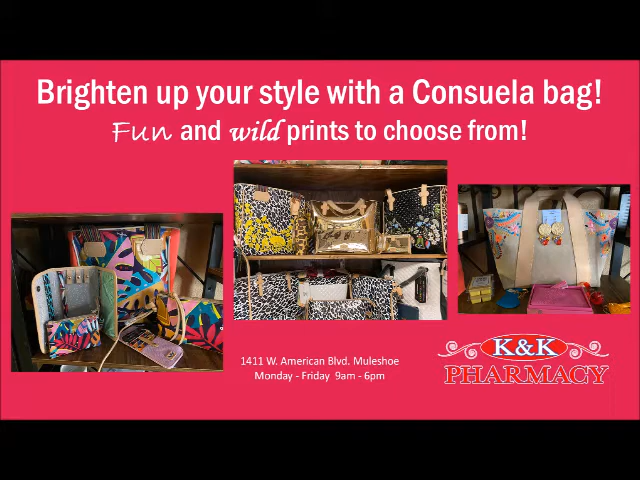 Brighten up your style with a Consuela bag!
Fun and wild prints to choose from!
1411 W. American Blvd. Muleshoe
Monday - Friday 9am - 6pm
K&K
PHARMACY